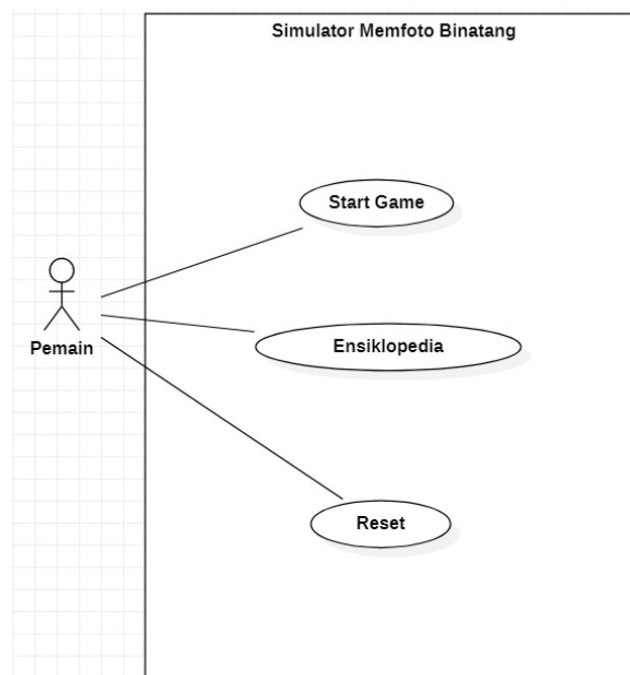 Simulator Memfoto Binatang
Start Game
Pemain
Ensiklopedia
Reset